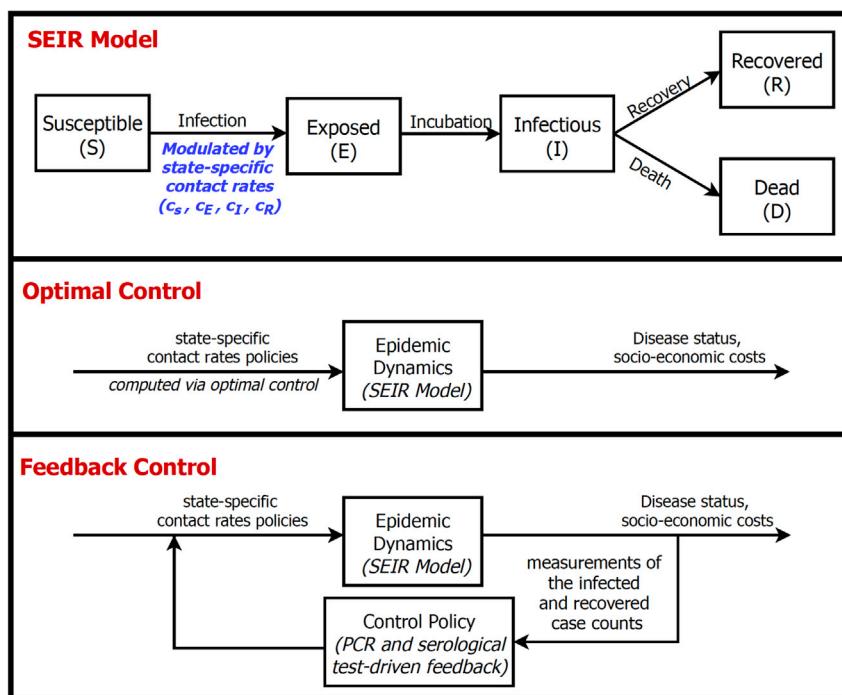 SEIR Model
Susceptible
(S)
Infection
Modulated by
state-specific
contact rates
(cs , cE , cI , cR)
Exposed
(E)
Incubation
Infectious
(I)
Recovery
Death
Recovered
(R)
Dead
(D)
Optimal Control
state-specific
contact rates policies
computed via optimal control
Epidemic
Dynamics
(SEIR Model)
Disease status,
socio-economic costs
Feedback Control
state-specific
contact rates policies
Epidemic
Dynamics
(SEIR Model)
Disease status,
socio-economic costs
measurements of
the infected
and recovered
case counts
Control Policy
(PCR and serological
test-driven feedback)